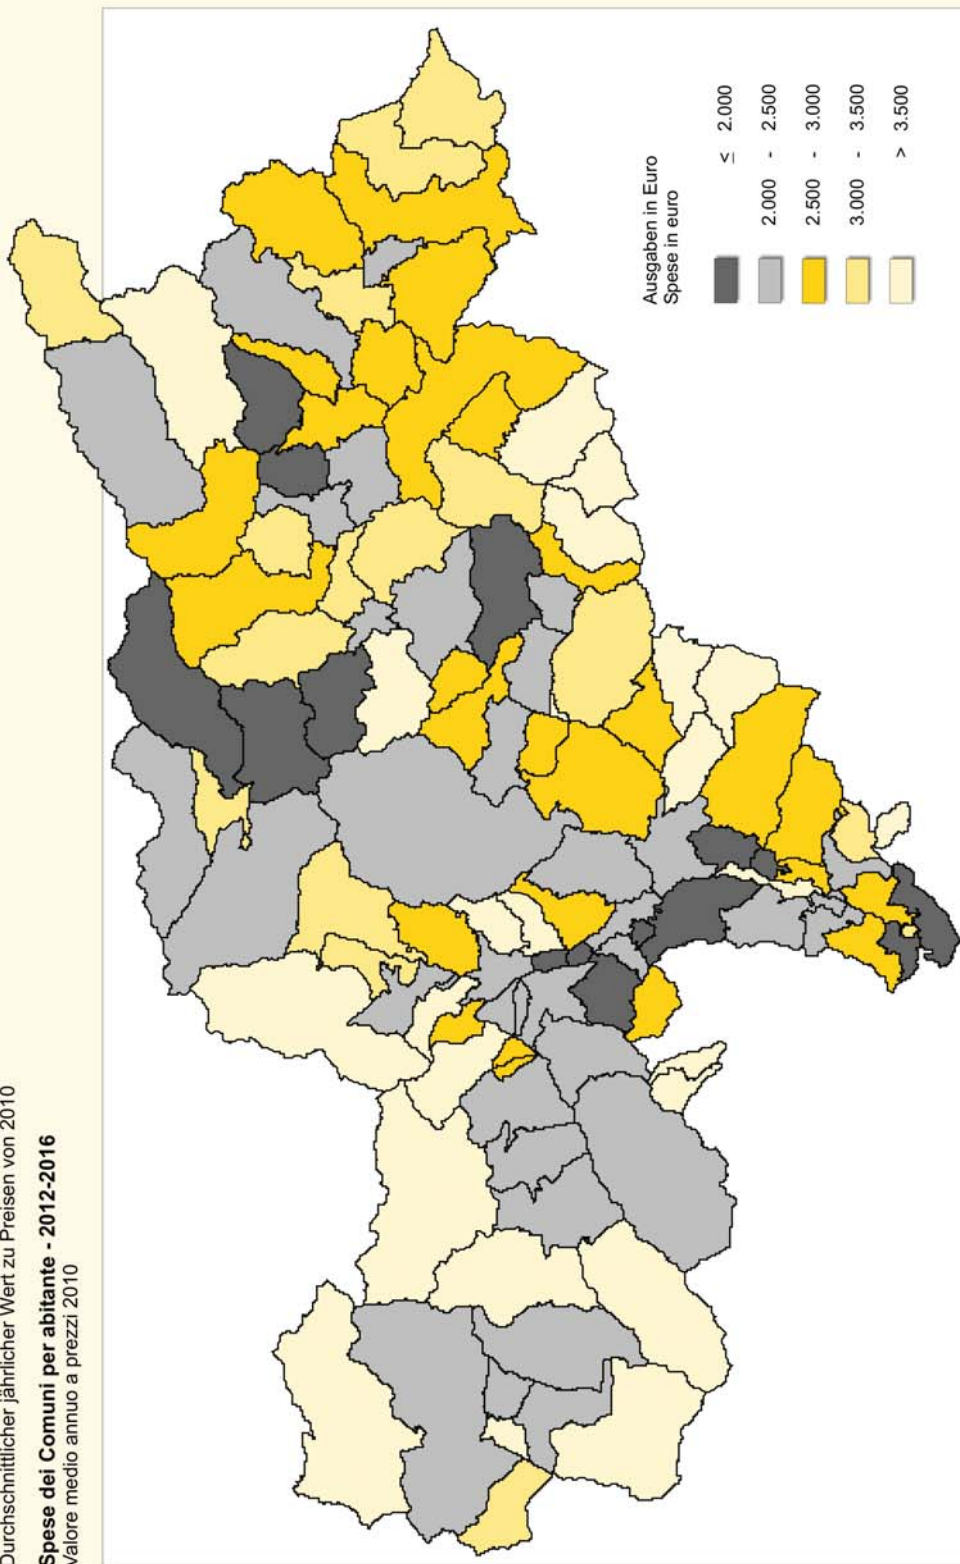 Durchschnittlicher jährlicher Wert zu Preisen von 2010
Spese dei Comuni per abitante - 2012-2016
Valore medio annuo a prezzi 2010
Ausgaben in Euro
Spese in euro
≤ 2.000
2.000 - 2.500
2.500 - 3.000
3.000 - 3.500
> 3.500